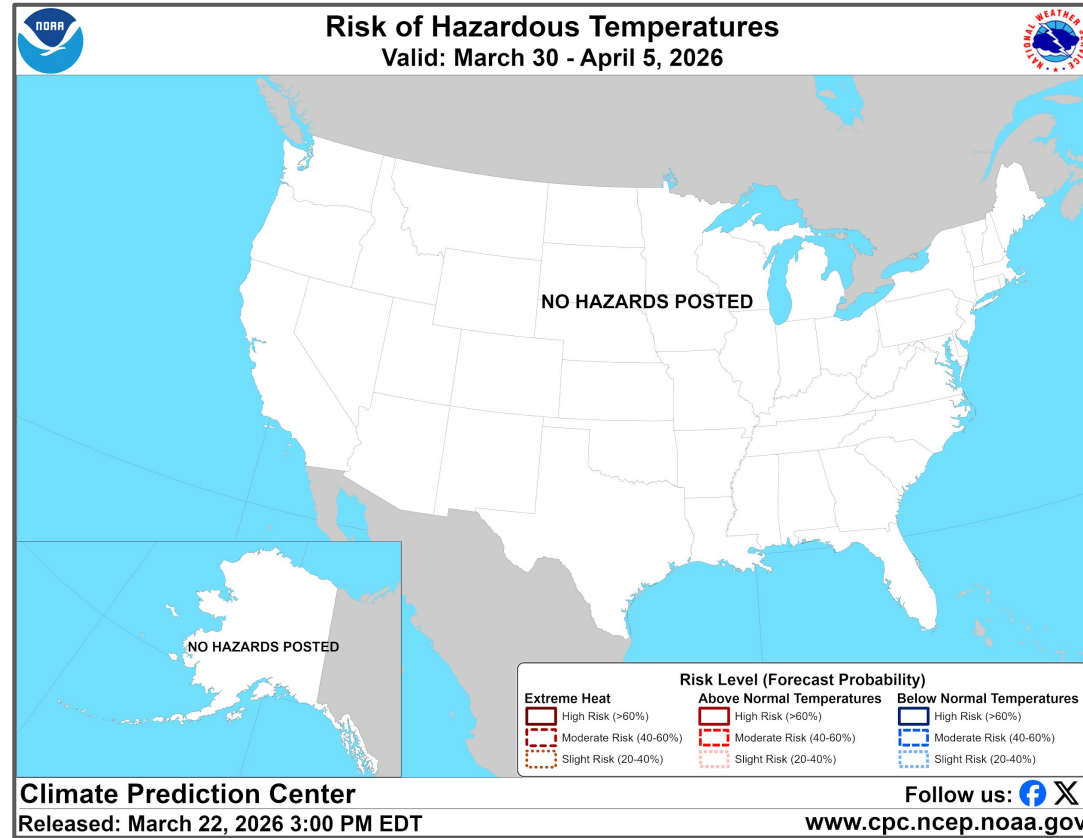 NOAA
Risk of Hazardous Temperatures
Valid: March 30 - April 5, 2026
NATIONAL WEATHER SERVICE
NO HAZARDS POSTED
NO HAZARDS POSTED
Risk Level (Forecast Probability)
Extreme Heat Above Normal Temperatures Below Normal Temperatures
High Risk (>60%) High Risk (>60%) High Risk (>60%)
Moderate Risk (40-60%) Moderate Risk (40-60%) Moderate Risk (40-60%)
Slight Risk (20-40%) Slight Risk (20-40%) Slight Risk (20-40%)
Climate Prediction Center
Follow us:
Released: March 22, 2026 3:00 PM EDT
www.cpc.ncep.noaa.gov